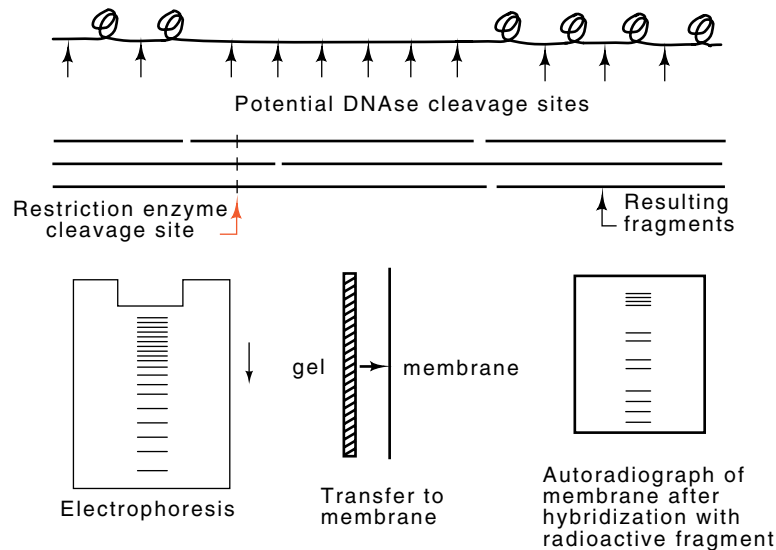 Potential DNAse cleavage sites
Restriction enzyme
cleavage site
Resulting
fragments
gel
membrane
Electrophoresis
Transfer to
membrane
Autoradiograph of
membrane after
hybridization with
radioactive fragment